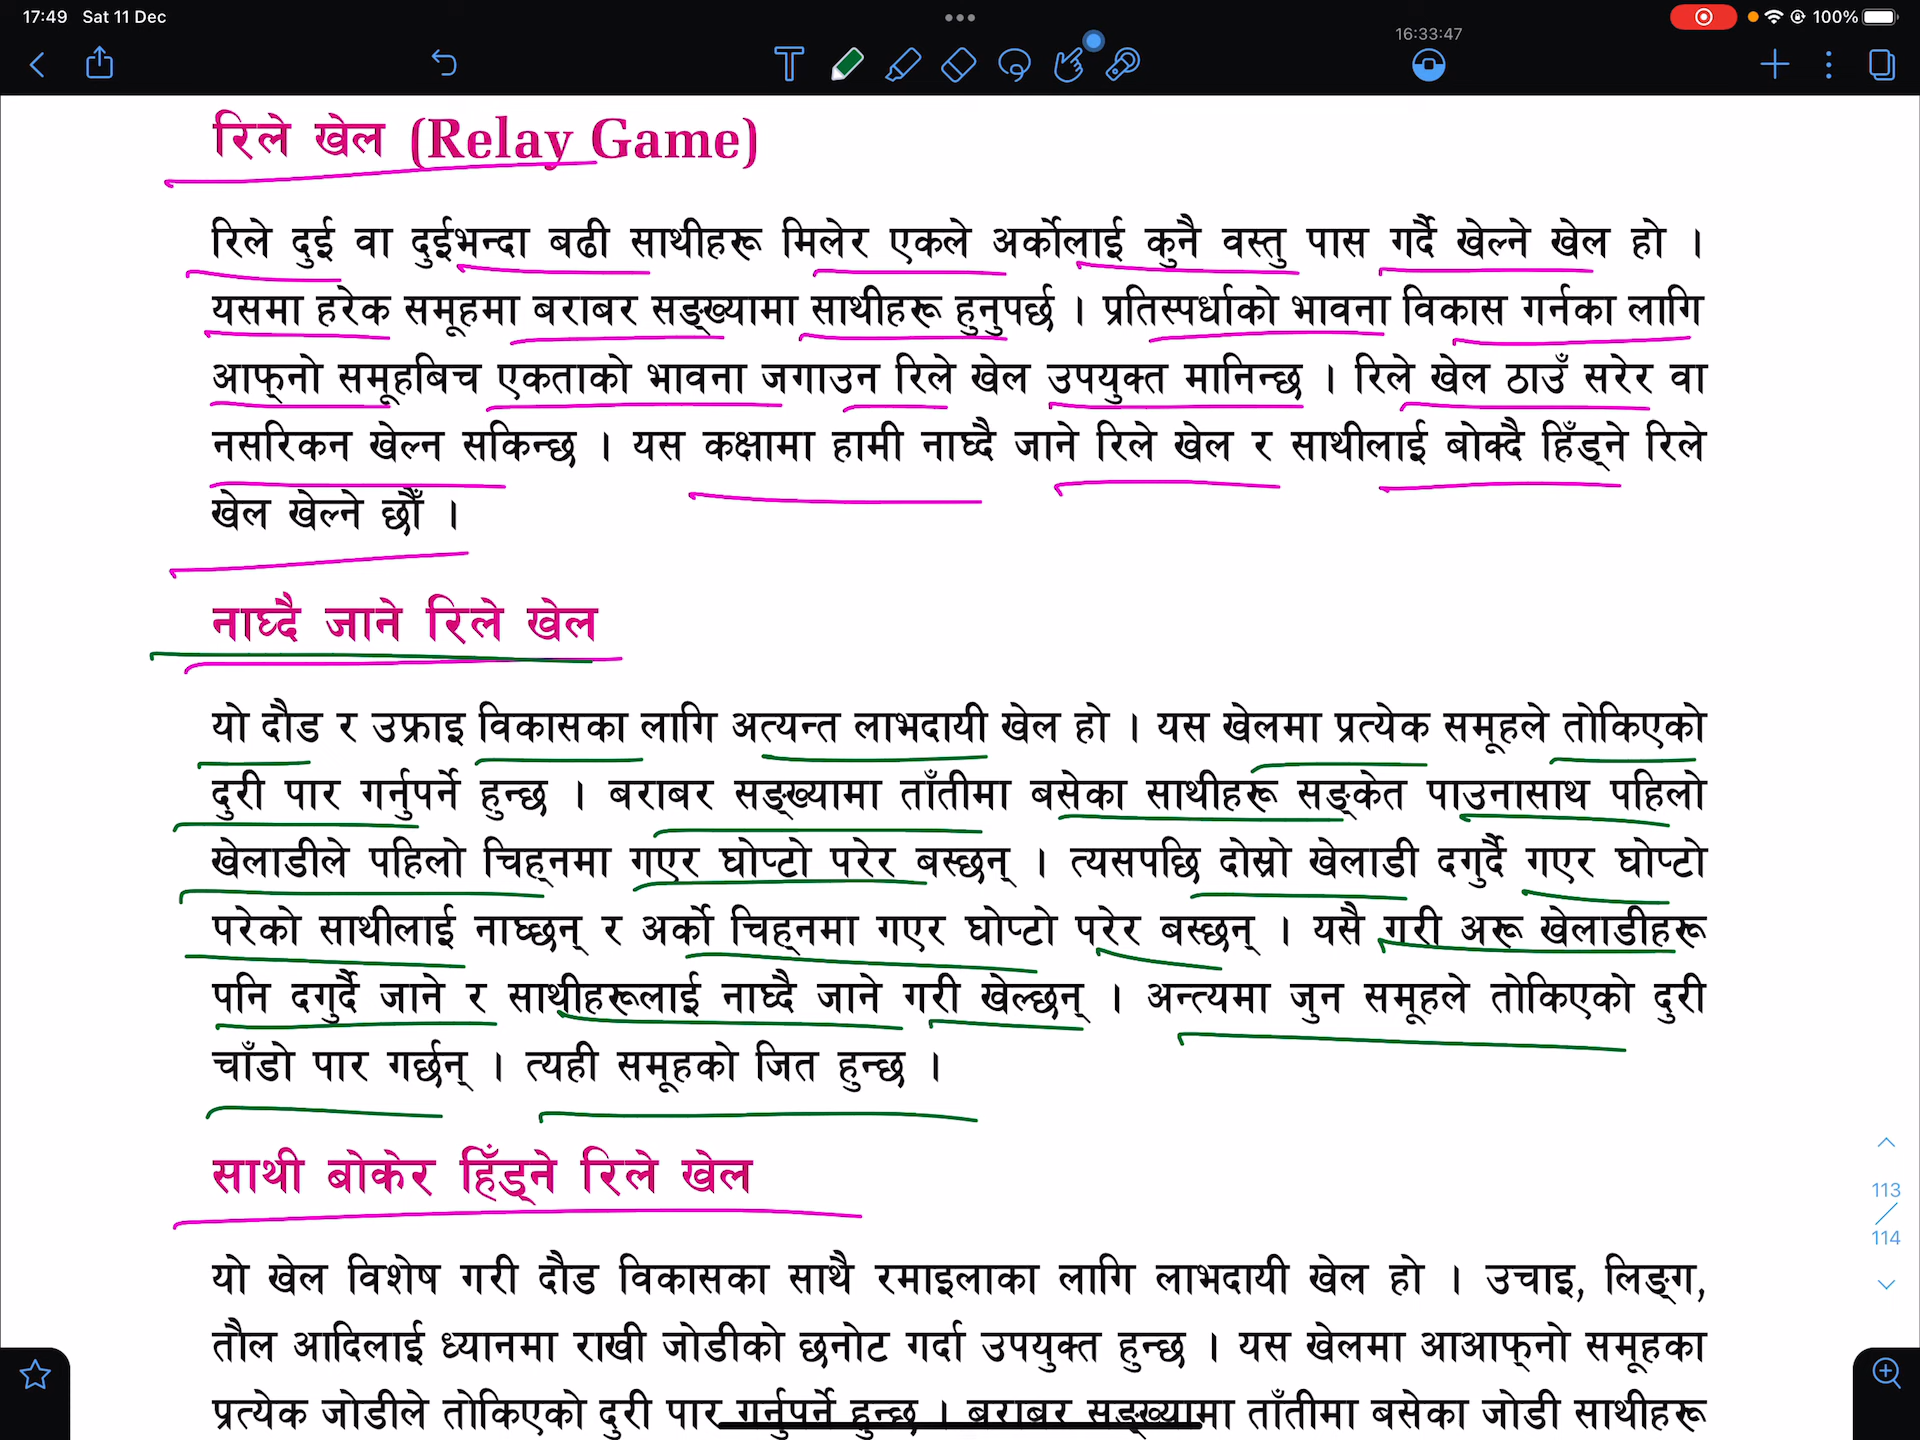 17:49 Sat 11 Dec
100%
16:33:47
रिले खेल (Relay Game)
रिले दुई वा दुईभन्दा बढी साथीहरू मिलेर एकले अर्कोलाई कुनै वस्तु पास गर्दै खेल्ने खेल हो ।
यसमा हरेक समूहमा बराबर सङ्ख्यामा साथीहरू हुनुपर्छ । प्रतिस्पर्धाको भावना विकास गर्नका लागि
आफ्‌नो समूहबिच एकताको भावना जगाउन रिले खेल उपयुक्त मानिन्छ । रिले खेल ठाउँ सरेर वा
नसरिकन खेल्न सकिन्छ । यस कक्षामा हामी नाघ्दै जाने रिले खेल र साथीलाई बोक्दै हिँड्ने रिले
खेल खेल्ने छौँ ।
नाघ्दै जाने रिले खेल
यो दौड र उफ्राइ विकासका लागि अत्यन्त लाभदायी खेल हो । यस खेलमा प्रत्येक समूहले तोकिएको
दुरी पार गर्नुपर्ने हुन्छ । बराबर सङ्ख्यामा ताँतीमा बसेका साथीहरू सङ्केत पाउनासाथ पहिलो
खेलाडीले पहिलो चिह्‌नमा गएर घोप्टो परेर बस्छन् । त्यसपछि दोस्रो खेलाडी दगुर्दै गएर घोप्टो
परेको साथीलाई नाघ्छन् र अर्को चिह्‌नमा गएर घोप्टो परेर बस्छन् । यसै गरी अरू खेलाडीहरू
पनि दगुर्दै जाने र साथीहरूलाई नाघ्दै जाने गरी खेल्छन् । अन्त्यमा जुन समूहले तोकिएको दुरी
चाँडो पार गर्छन् । त्यही समूहको जित हुन्छ ।
साथी बोकेर हिँड्ने रिले खेल
यो खेल विशेष गरी दौड विकासका साथै रमाइलाका लागि लाभदायी खेल हो । उचाइ, लिङ्ग,
तौल आदिलाई ध्यानमा राखी जोडीको छनोट गर्दा उपयुक्त हुन्छ । यस खेलमा आआफ्‌नो समूहका
प्रत्येक जोडीले तोकिएको दुरी पार गर्नुपर्ने हुन्छ । बराबर सङ्ख्यामा ताँतीमा बसेका जोडी साथीहरू
113
/
114